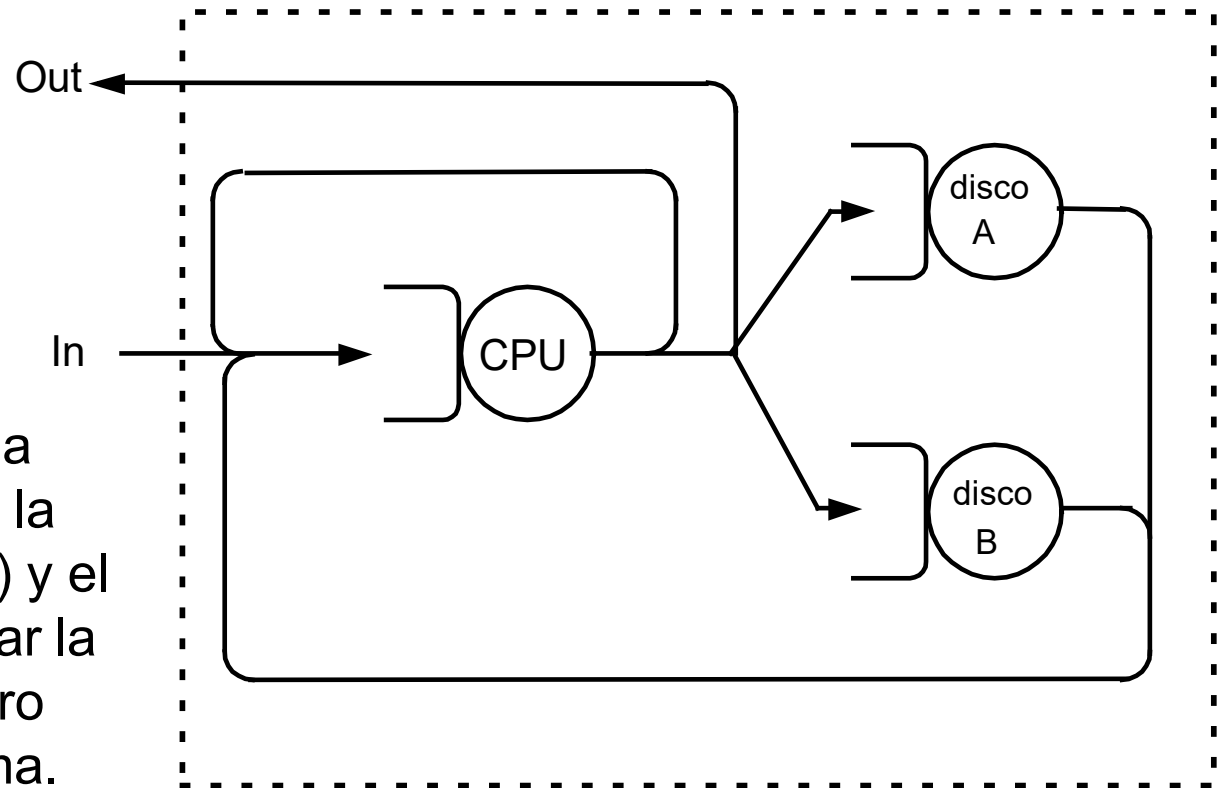 Out
disco
A
In
CPU
a
la
disco
B
) y el
ar la
ro
na.